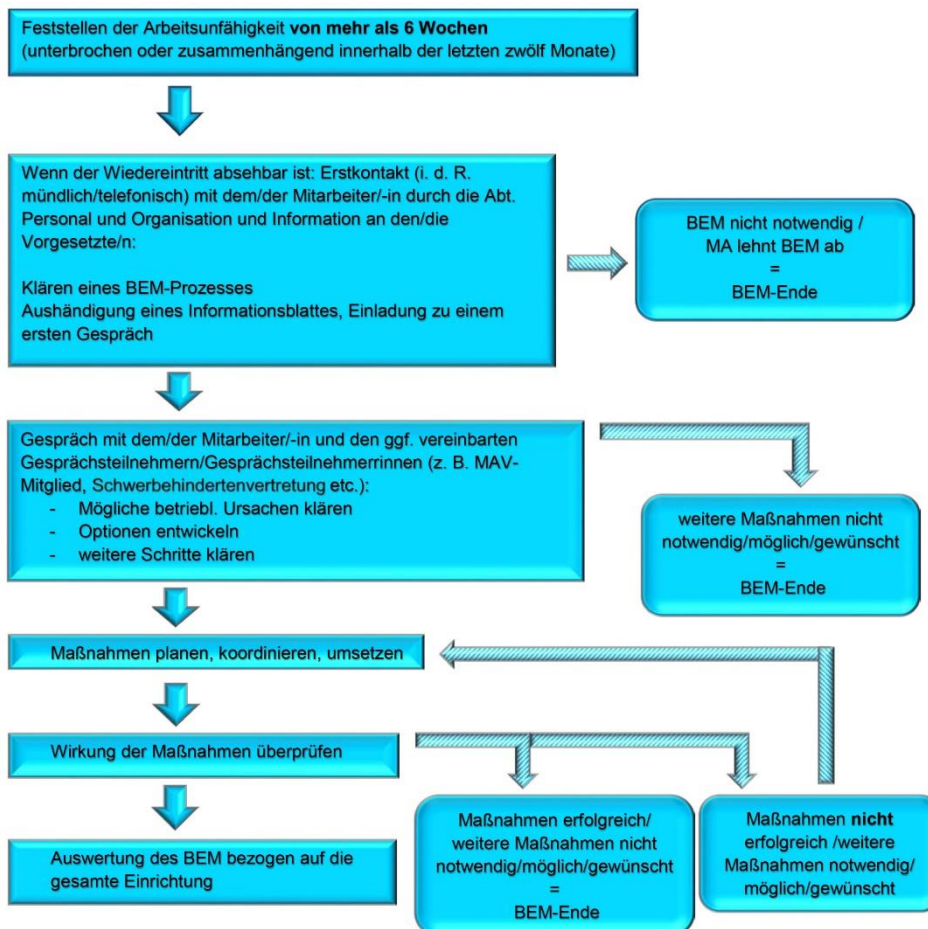 Feststellen der Arbeitsunfähigkeit von mehr als 6 Wochen
(unterbrochen oder zusammenhängend innerhalb der letzten zwölf Monate)
Wenn der Wiedereintritt absehbar ist: Erstkontakt (i. d. R.
mündlich/telefonisch) mit dem/der Mitarbeiter/-in durch die Abt.
Personal und Organisation und Information an den/die
Vorgesetzte/n:
Klären eines BEM-Prozesses
Aushändigung eines Informationsblattes, Einladung zu einem
ersten Gespräch
BEM nicht notwendig /
MA lehnt BEM ab
=
BEM-Ende
Gespräch mit dem/der Mitarbeiter/-in und den ggf. vereinbarten
Gesprächsteilnehmern/Gesprächsteilnehmerrinnen (z. B. MAV-
Mitglied, Schwerbehindertenvertretung etc.):
- Mögliche betriebl. Ursachen klären
- Optionen entwickeln
- weitere Schritte klären
weitere Maßnahmen nicht
notwendig/möglich/gewünscht
=
BEM-Ende
Maßnahmen planen, koordinieren, umsetzen
Wirkung der Maßnahmen überprüfen
Maßnahmen erfolgreich/
weitere Maßnahmen nicht
notwendig/möglich/gewünscht
=
BEM-Ende
Maßnahmen nicht
erfolgreich /weitere
Maßnahmen notwendig/
möglich/gewünscht
Auswertung des BEM bezogen auf die
gesamte Einrichtung